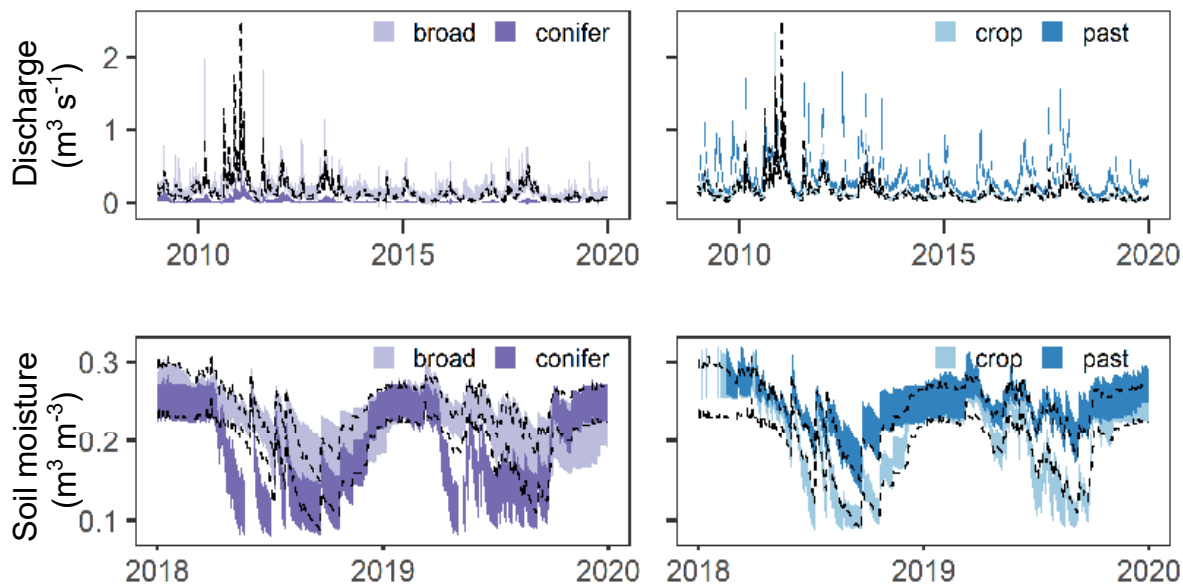 Discharge
(m³ s⁻¹)
2
1
0
broad conifer
2010 2015 2020
crop past
2010 2015 2020
Soil moisture
(m³ m⁻³)
0.3
0.2
0.1
broad conifer
2018 2019 2020
crop past
2018 2019 2020